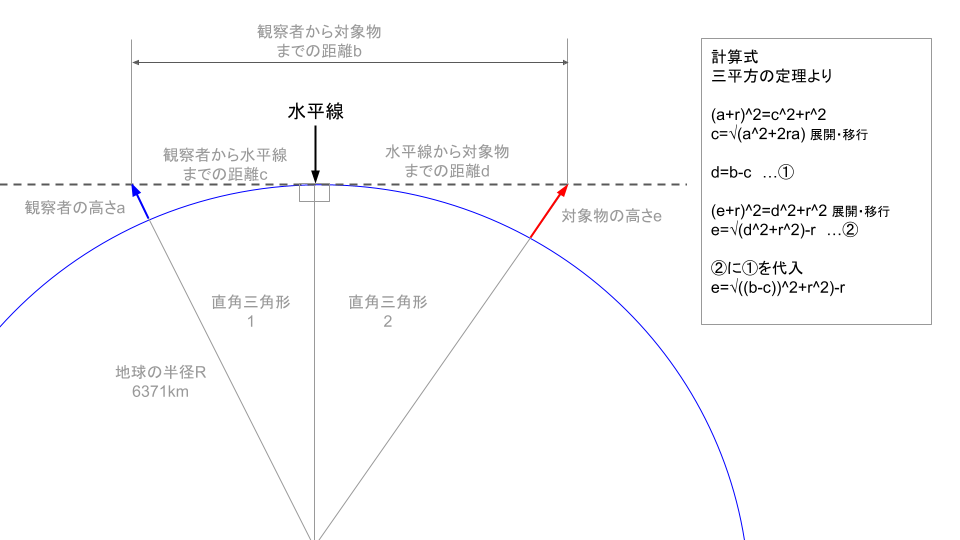 観察者から対象物
までの距離b
水平線
観察者から水平線
までの距離c
水平線から対象物
までの距離d
観察者の高さa
対象物の高さe
直角三角形
1
直角三角形
2
地球の半径R
6371km
計算式
三平方の定理より
(a+r)^2=c^2+r^2
c=√(a^2+2ra) 展開・移行
d=b-c …①
(e+r)^2=d^2+r^2 展開・移行
e=√(d^2+r^2)-r …②
②に①を代入
e=√((b-c))^2+r^2)-r